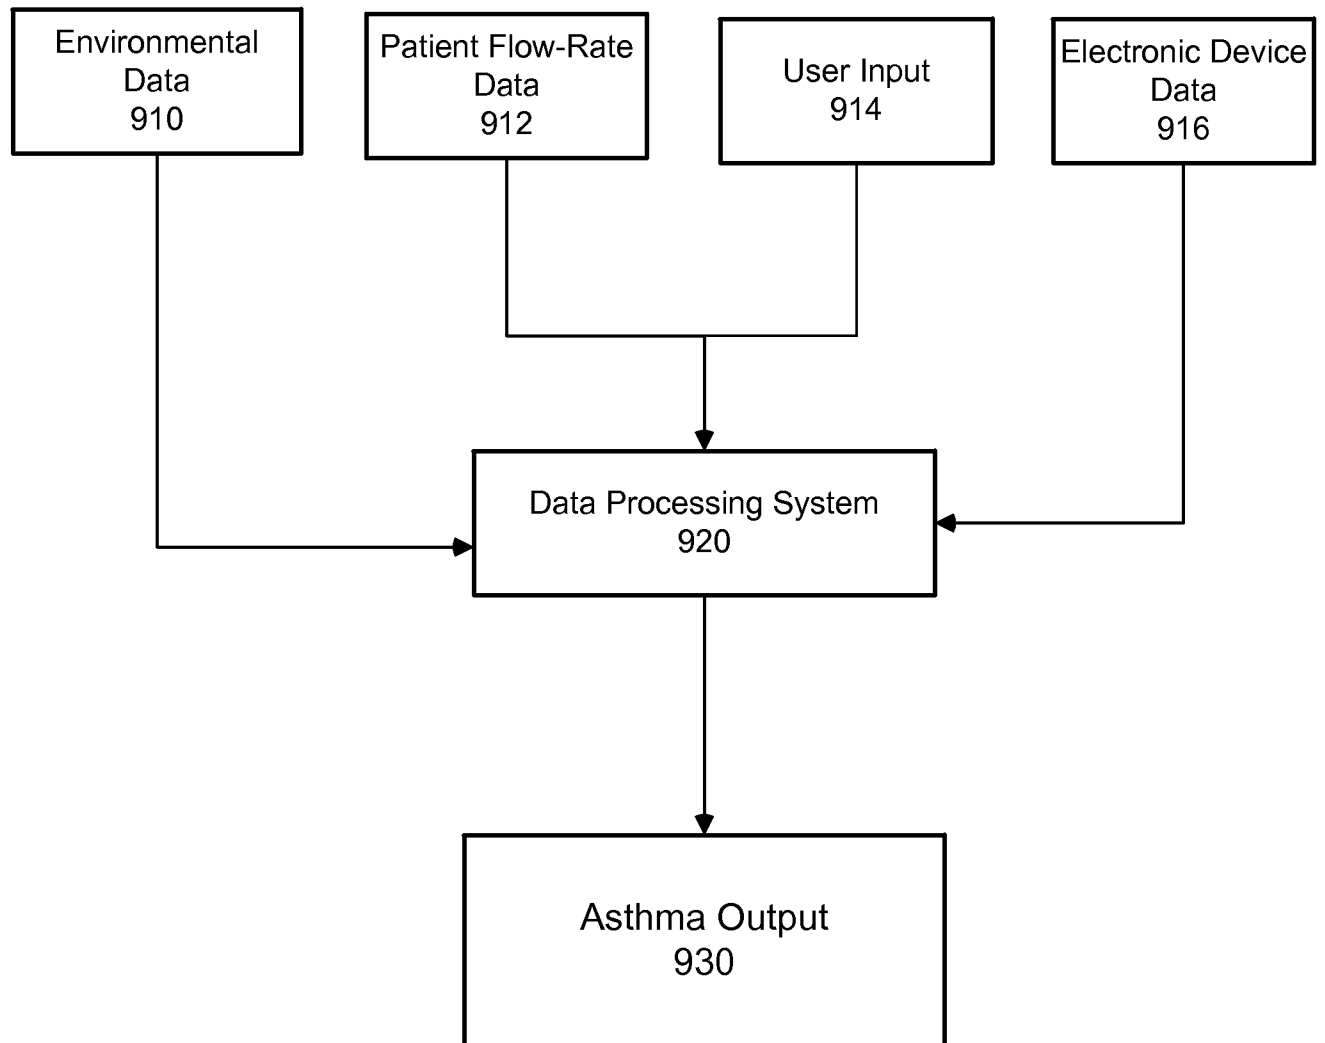 Environmental
Data
910
Patient Flow-Rate
Data
912
User Input
914
Electronic Device
Data
916
Data Processing System
920
Asthma Output
930